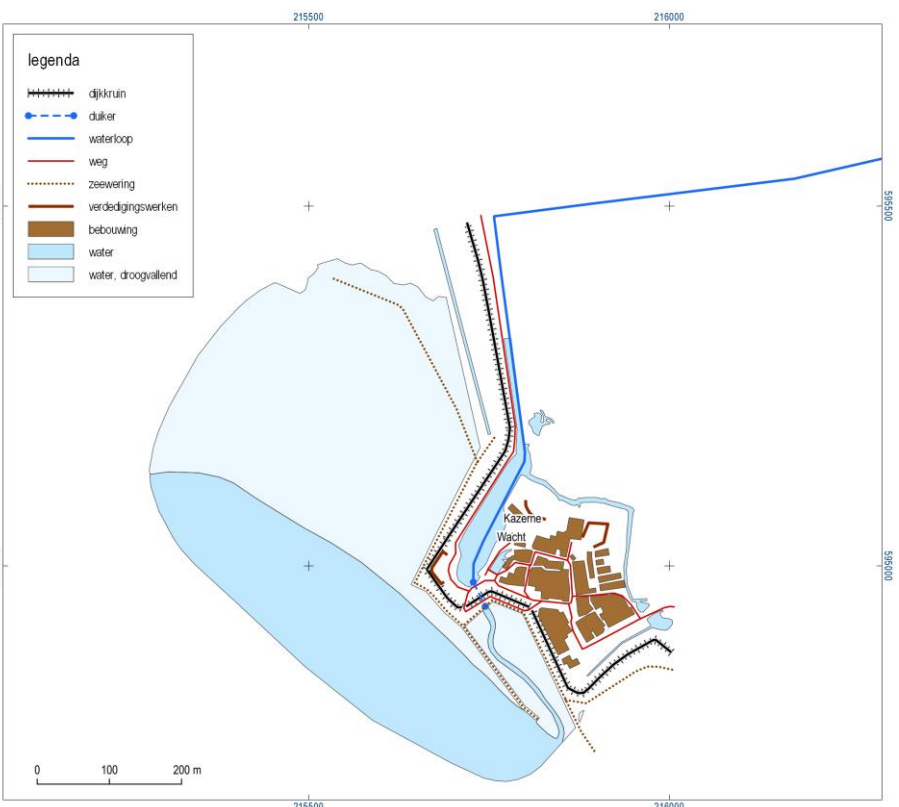 215500 216000
legenda
dijkkruin
duiker
waterloop
weg
zeewering
verdedigingswerken
bebouwing
water
water, droogvallend
595500
Kazerne
Wacht
595000
0 100 200 m
215500 216000